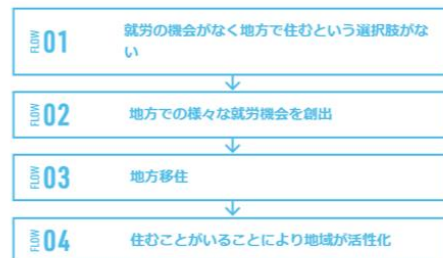 FLOW 01
就労の機会がなく地方で住むという選択肢がな
い
FLOW 02
地方での様々な就労機会を創出
FLOW 03
地方移住
FLOW 04
住むことがいることにより地域が活性化